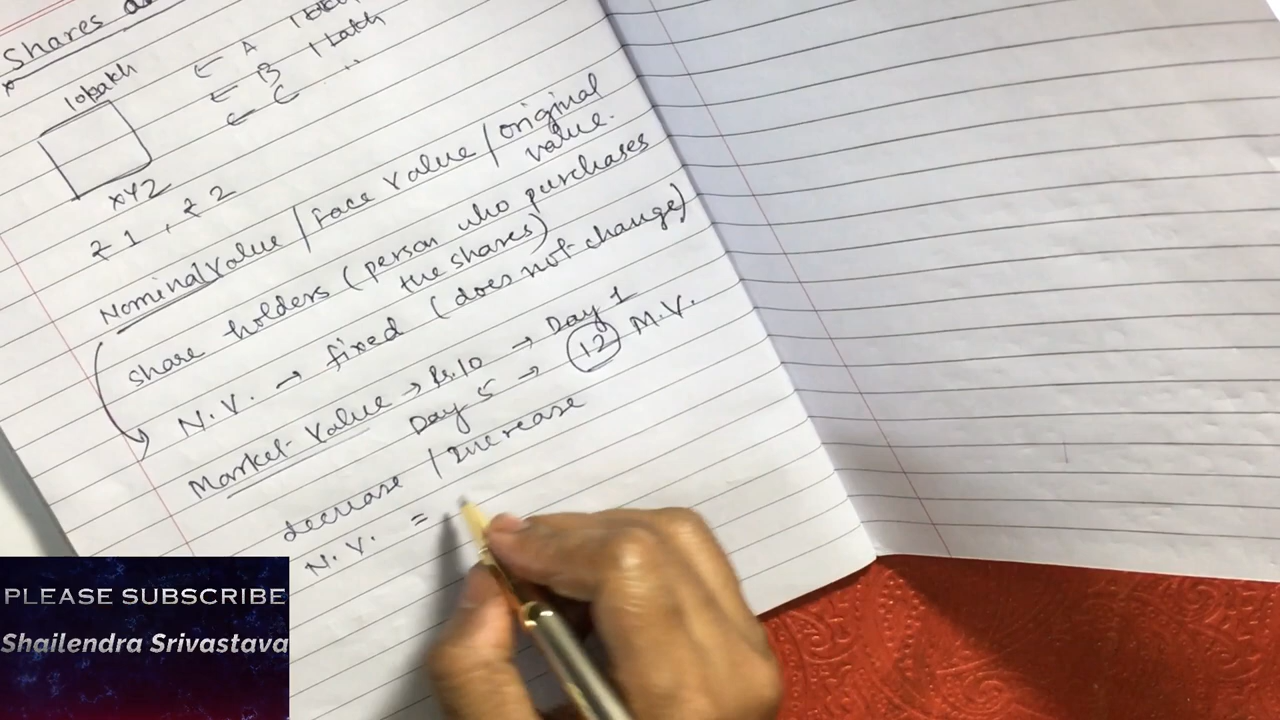 Shares
10 lakh
← A 1 lakh
← B 1 lakh
← C "
XYZ
₹ 1, ₹ 2
Nominal Value / Face Value / original value.
share holders (person who purchases the shares)
N.V. → fixed (does not change)
Market Value → Rs. 10 → Day 1
Day 5 → 12 M.V.
decrease / Increase
N.V. =
PLEASE SUBSCRIBE
Shailendra Srivastava